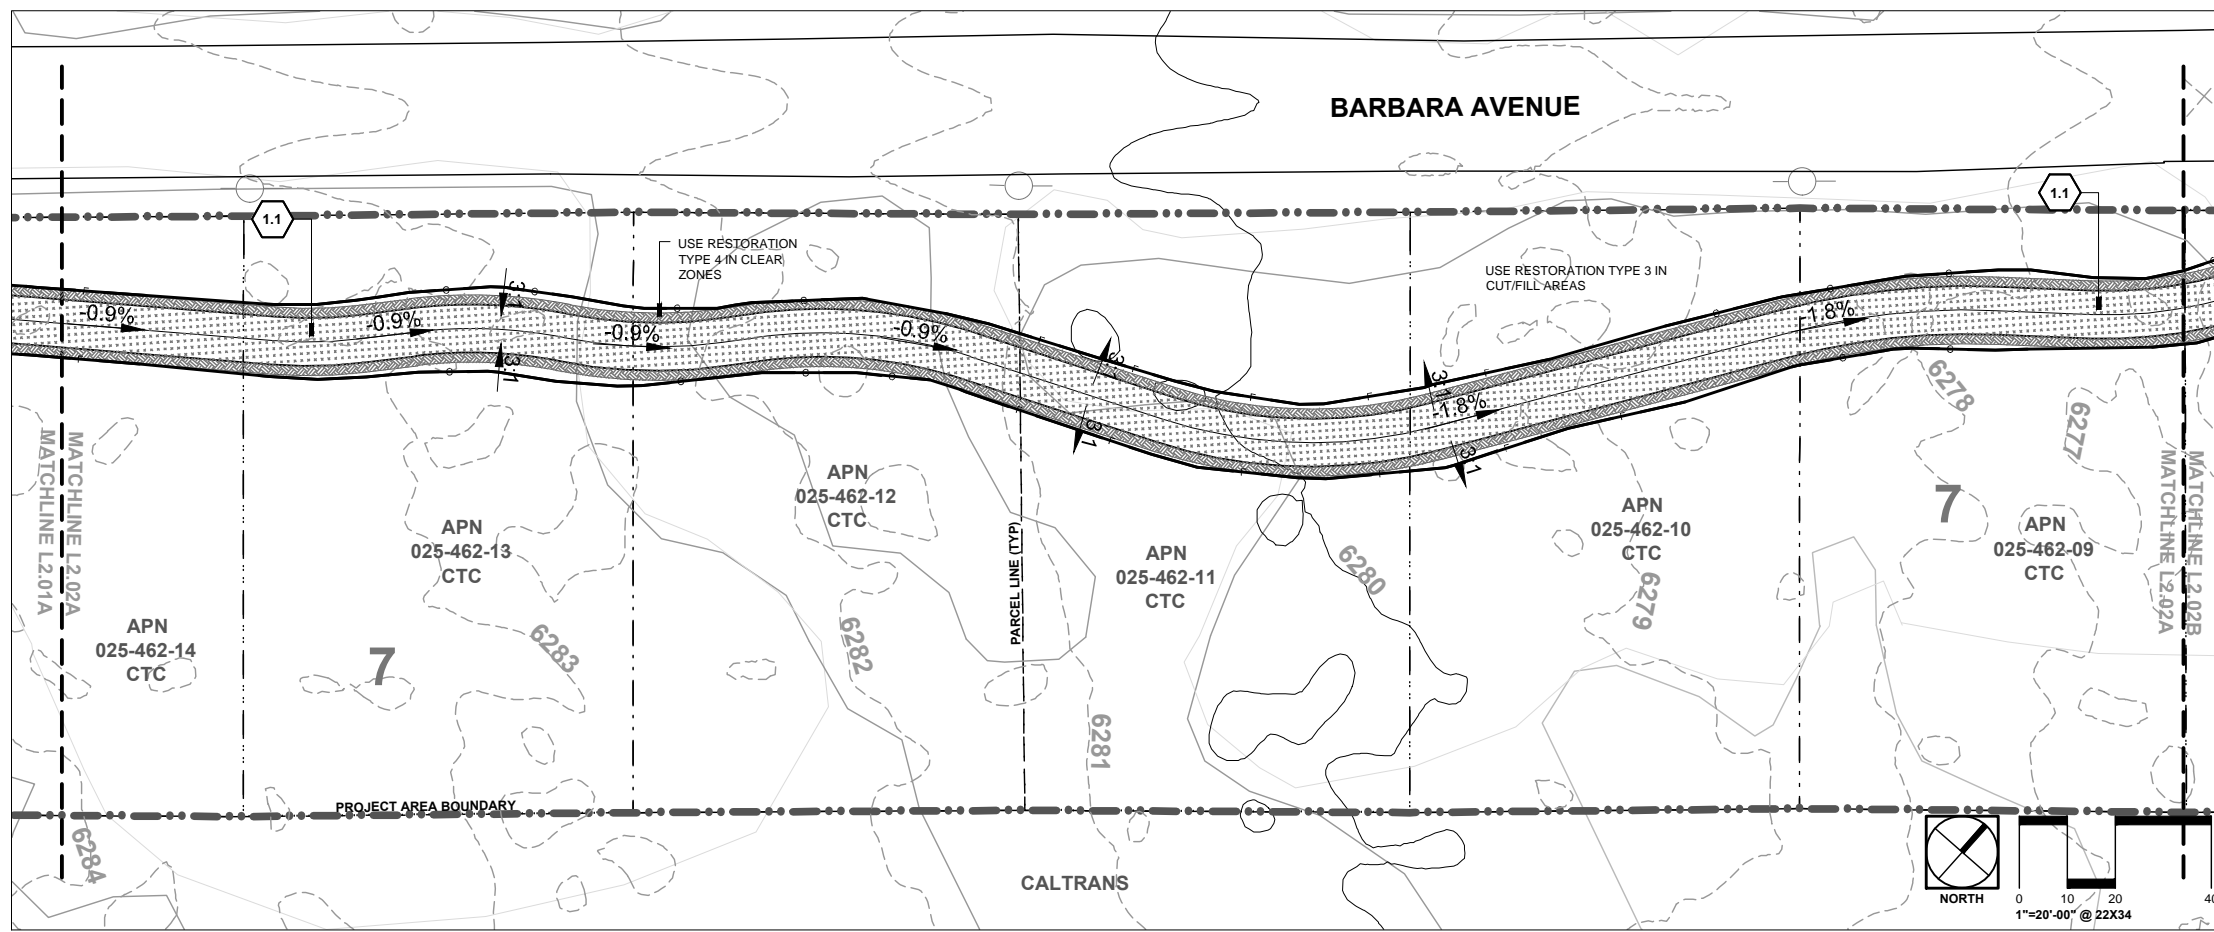 BARBARA AVENUE
1.1
1.1
USE RESTORATION
TYPE 4 IN CLEAR
ZONES
USE RESTORATION TYPE 3 IN
CUT/FILL AREAS
-0.9%
-0.9%
-0.9%
-0.9%
-1.8%
-1.8%
3:1
3:1
3:1
3:1
3:1
3:1
MATCHLINE L2.01A
MATCHLINE L2.02A
APN
025-462-14
CTC
APN
025-462-13
CTC
APN
025-462-12
CTC
PARCEL LINE (TYP)
APN
025-462-11
CTC
APN
025-462-10
CTC
APN
025-462-09
CTC
MATCHLINE L2.02A
MATCHLINE L2.02B
7
7
6284
6283
6282
6281
6280
6279
6278
6277
PROJECT AREA BOUNDARY
CALTRANS
NORTH
0 10 20 40
1"=20'-00" @ 22X34